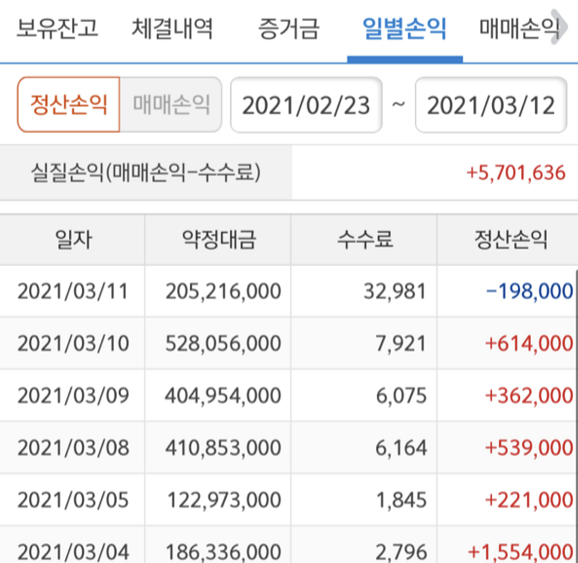 보유잔고 체결내역 증거금 일별손익 매매손익
정산손익 매매손익 2021/02/23 ~ 2021/03/12
실질손익(매매손익-수수료) +5,701,636
일자 약정대금 수수료 정산손익
2021/03/11 205,216,000 32,981 -198,000
2021/03/10 528,056,000 7,921 +614,000
2021/03/09 404,954,000 6,075 +362,000
2021/03/08 410,853,000 6,164 +539,000
2021/03/05 122,973,000 1,845 +221,000
2021/03/04 186,336,000 2,796 +1,554,000